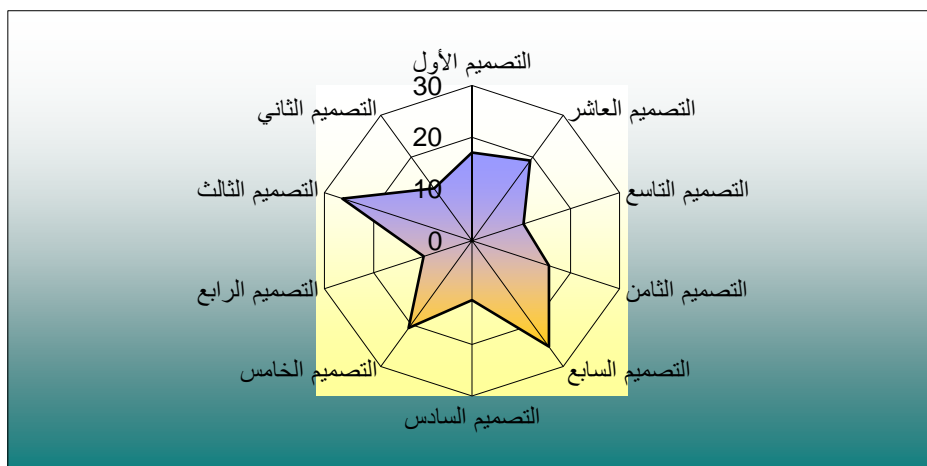 التصميم الأول
30
التصميم العاشر
التصميم الثاني
20
التصميم التاسع
التصميم الثالث
10
0
التصميم الثامن
التصميم الرابع
التصميم السابع
التصميم الخامس
التصميم السادس